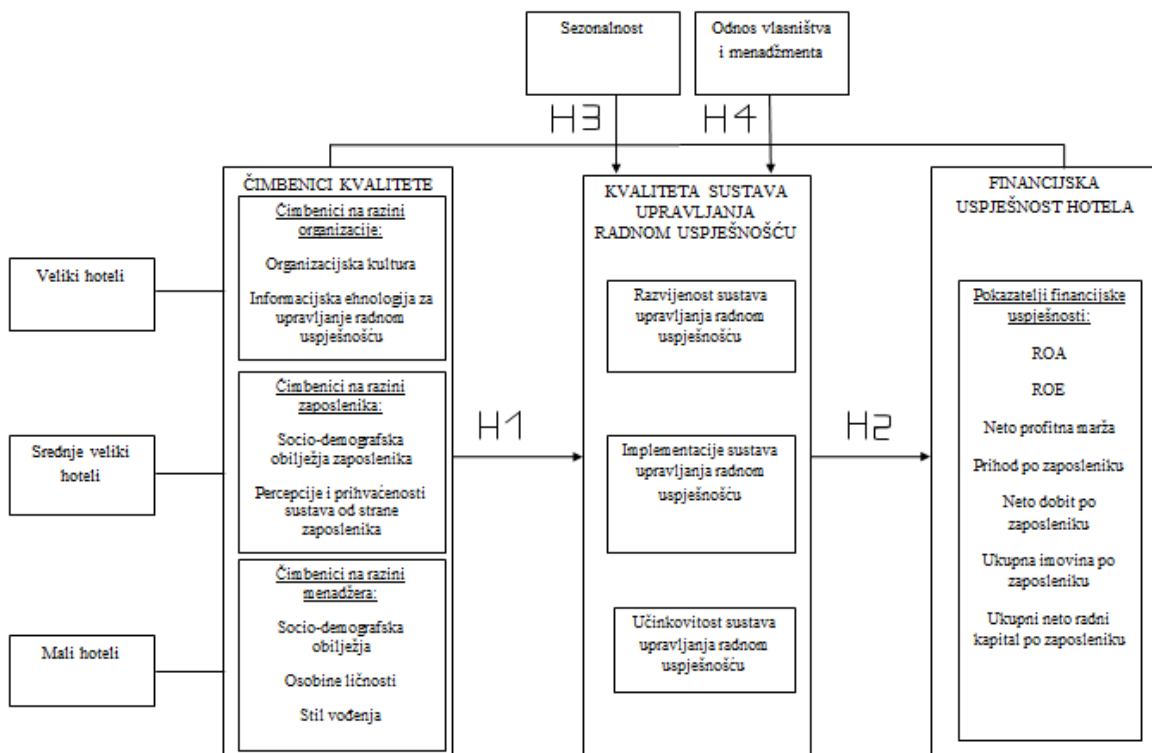 Sezonalnost
Odnos vlasništva
i menadžmenta
H3
H4
ČIMBENICI KVALITETE
Čimbenici na razini
organizacije:
Organizacijska kultura
Informacijska ehnologija za
upravljanje radnom
uspješnošću
Čimbenici na razini
zaposlenika:
Socio-demografska
obilježja zaposlenika
Percepcije i prihvaćenosti
sustava od strane
zaposlenika
Čimbenici na razini
menadžera:
Socio-demografska
obilježja
Osobine ličnosti
Stil vođenja
Veliki hoteli
Srednje veliki
hoteli
Mali hoteli
H1
KVALITETA SUSTAVA
UPRAVLJANJA
RADNOM USPJEŠNOŠĆU
Razvijenost sustava
upravljanja radnom
uspješnošću
Implementacije sustava
upravljanja radnom
uspješnošću
Učinkovitost sustava
upravljanja radnom
uspješnošću
H2
FINANCIJSKA
USPJEŠNOST HOTELA
Pokazatelji financijske
uspješnosti:
ROA
ROE
Neto profitna marža
Prihod po zaposleniku
Neto dobit po
zaposleniku
Ukupna imovina po
zaposleniku
Ukupni neto radni
kapital po zaposleniku